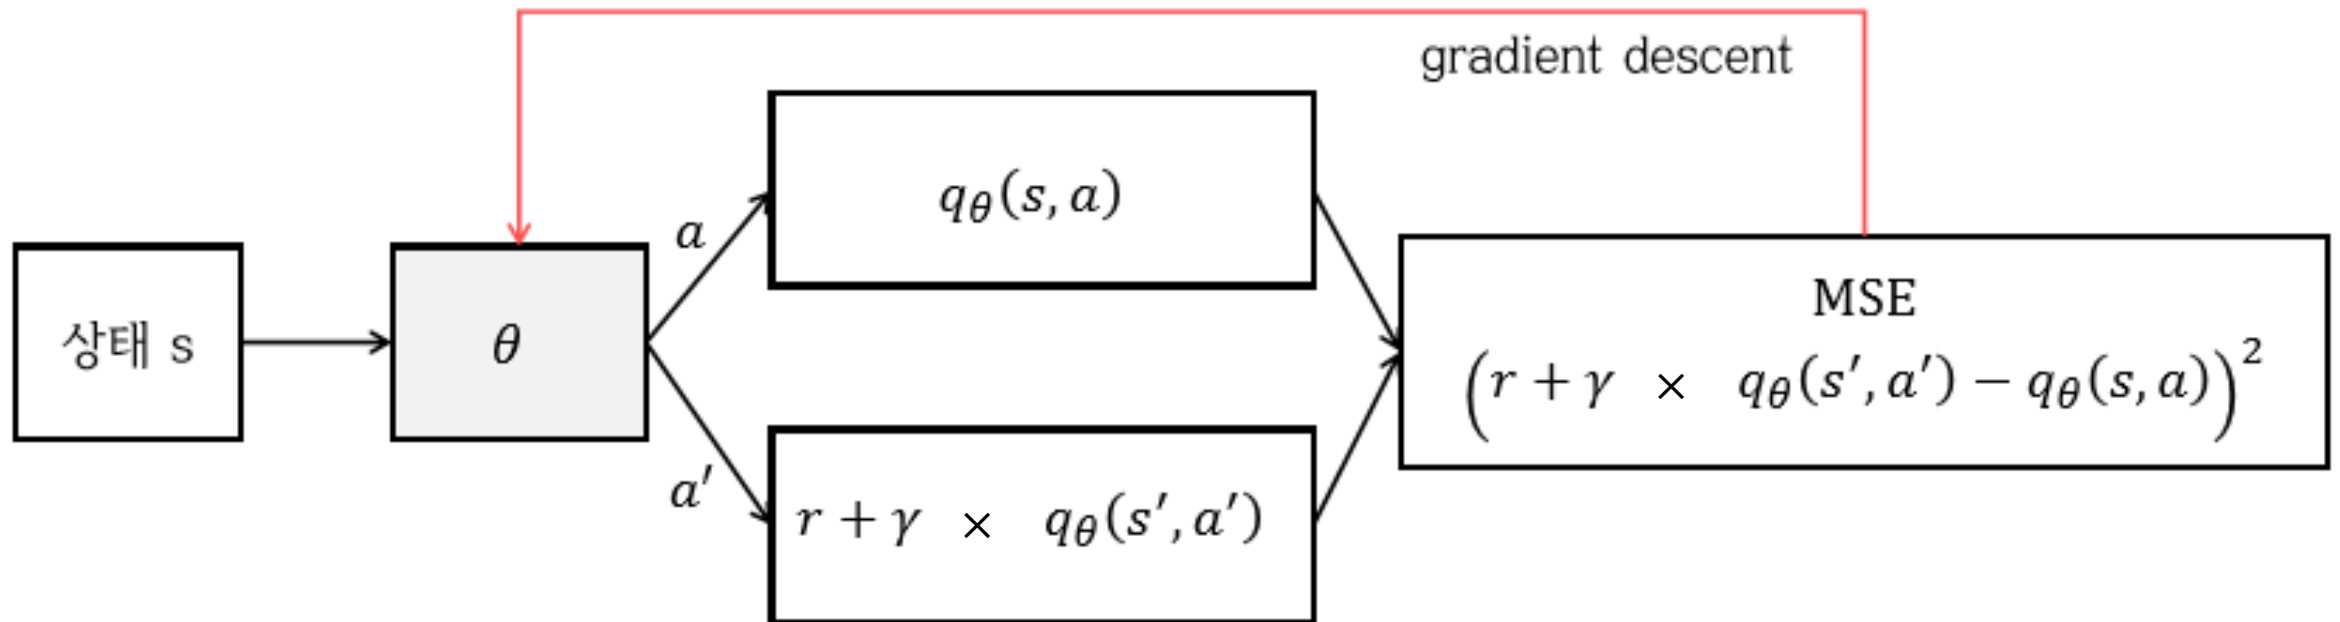 gradient descent
상태 s
θ
a
a′
q_θ(s, a)
r + γ × q_θ(s′, a′)
MSE
(r + γ × q_θ(s′, a′) − q_θ(s, a))²